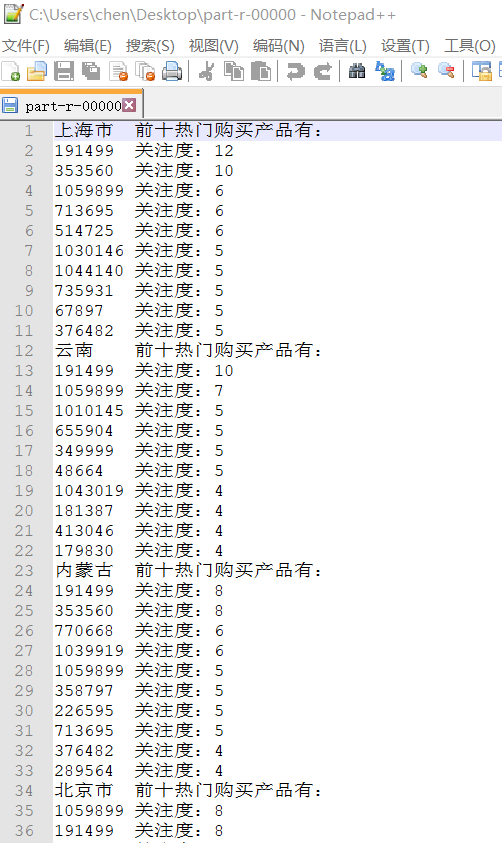 C:\Users\chen\Desktop\part-r-00000 - Notepad++
文件(F) 编辑(E) 搜索(S) 视图(V) 编码(N) 语言(L) 设置(T) 工具(O)
part-r-00000
1 上海市 前十热门购买产品有:
2 191499 关注度: 12
3 353560 关注度: 10
4 1059899 关注度: 6
5 713695 关注度: 6
6 514725 关注度: 6
7 1030146 关注度: 5
8 1044140 关注度: 5
9 735931 关注度: 5
10 67897 关注度: 5
11 376482 关注度: 5
12 云南 前十热门购买产品有:
13 191499 关注度: 10
14 1059899 关注度: 7
15 1010145 关注度: 5
16 655904 关注度: 5
17 349999 关注度: 5
18 48664 关注度: 5
19 1043019 关注度: 4
20 181387 关注度: 4
21 413046 关注度: 4
22 179830 关注度: 4
23 内蒙古 前十热门购买产品有:
24 191499 关注度: 8
25 353560 关注度: 8
26 770668 关注度: 6
27 1039919 关注度: 6
28 1059899 关注度: 5
29 358797 关注度: 5
30 226595 关注度: 5
31 713695 关注度: 5
32 376482 关注度: 4
33 289564 关注度: 4
34 北京市 前十热门购买产品有:
35 1059899 关注度: 8
36 191499 关注度: 8